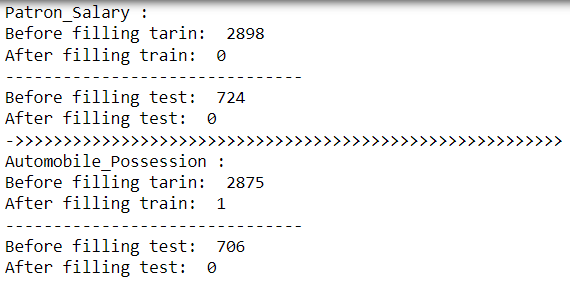 Patron_Salary :
Before filling tarin:  2898
After filling train:  0
------------------------------
Before filling test:  724
After filling test:  0
->>>>>>>>>>>>>>>>>>>>>>>>>>>>>>>>>>>>>>>>>>>>>>>>>>>>>>>>>
Automobile_Possession :
Before filling tarin:  2875
After filling train:  1
------------------------------
Before filling test:  706
After filling test:  0